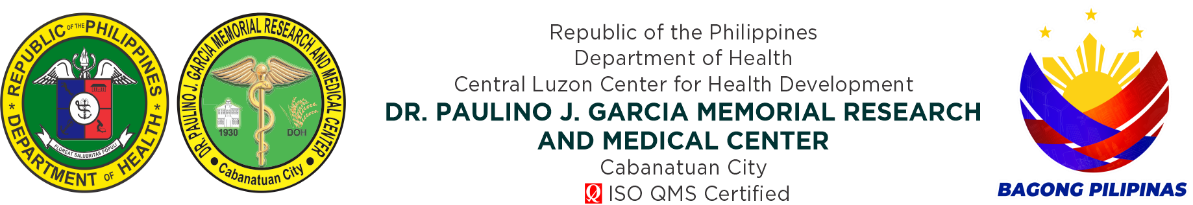 REPUBLIC OF THE PHILIPPINES
DEPARTMENT OF HEALTH
DR. PAULINO J. GARCIA MEMORIAL RESEARCH AND MEDICAL CENTER
1930
DOH
Cabanatuan City
Republic of the Philippines
Department of Health
Central Luzon Center for Health Development
DR. PAULINO J. GARCIA MEMORIAL RESEARCH
AND MEDICAL CENTER
Cabanatuan City
Q ISO QMS Certified
BAGONG PILIPINAS